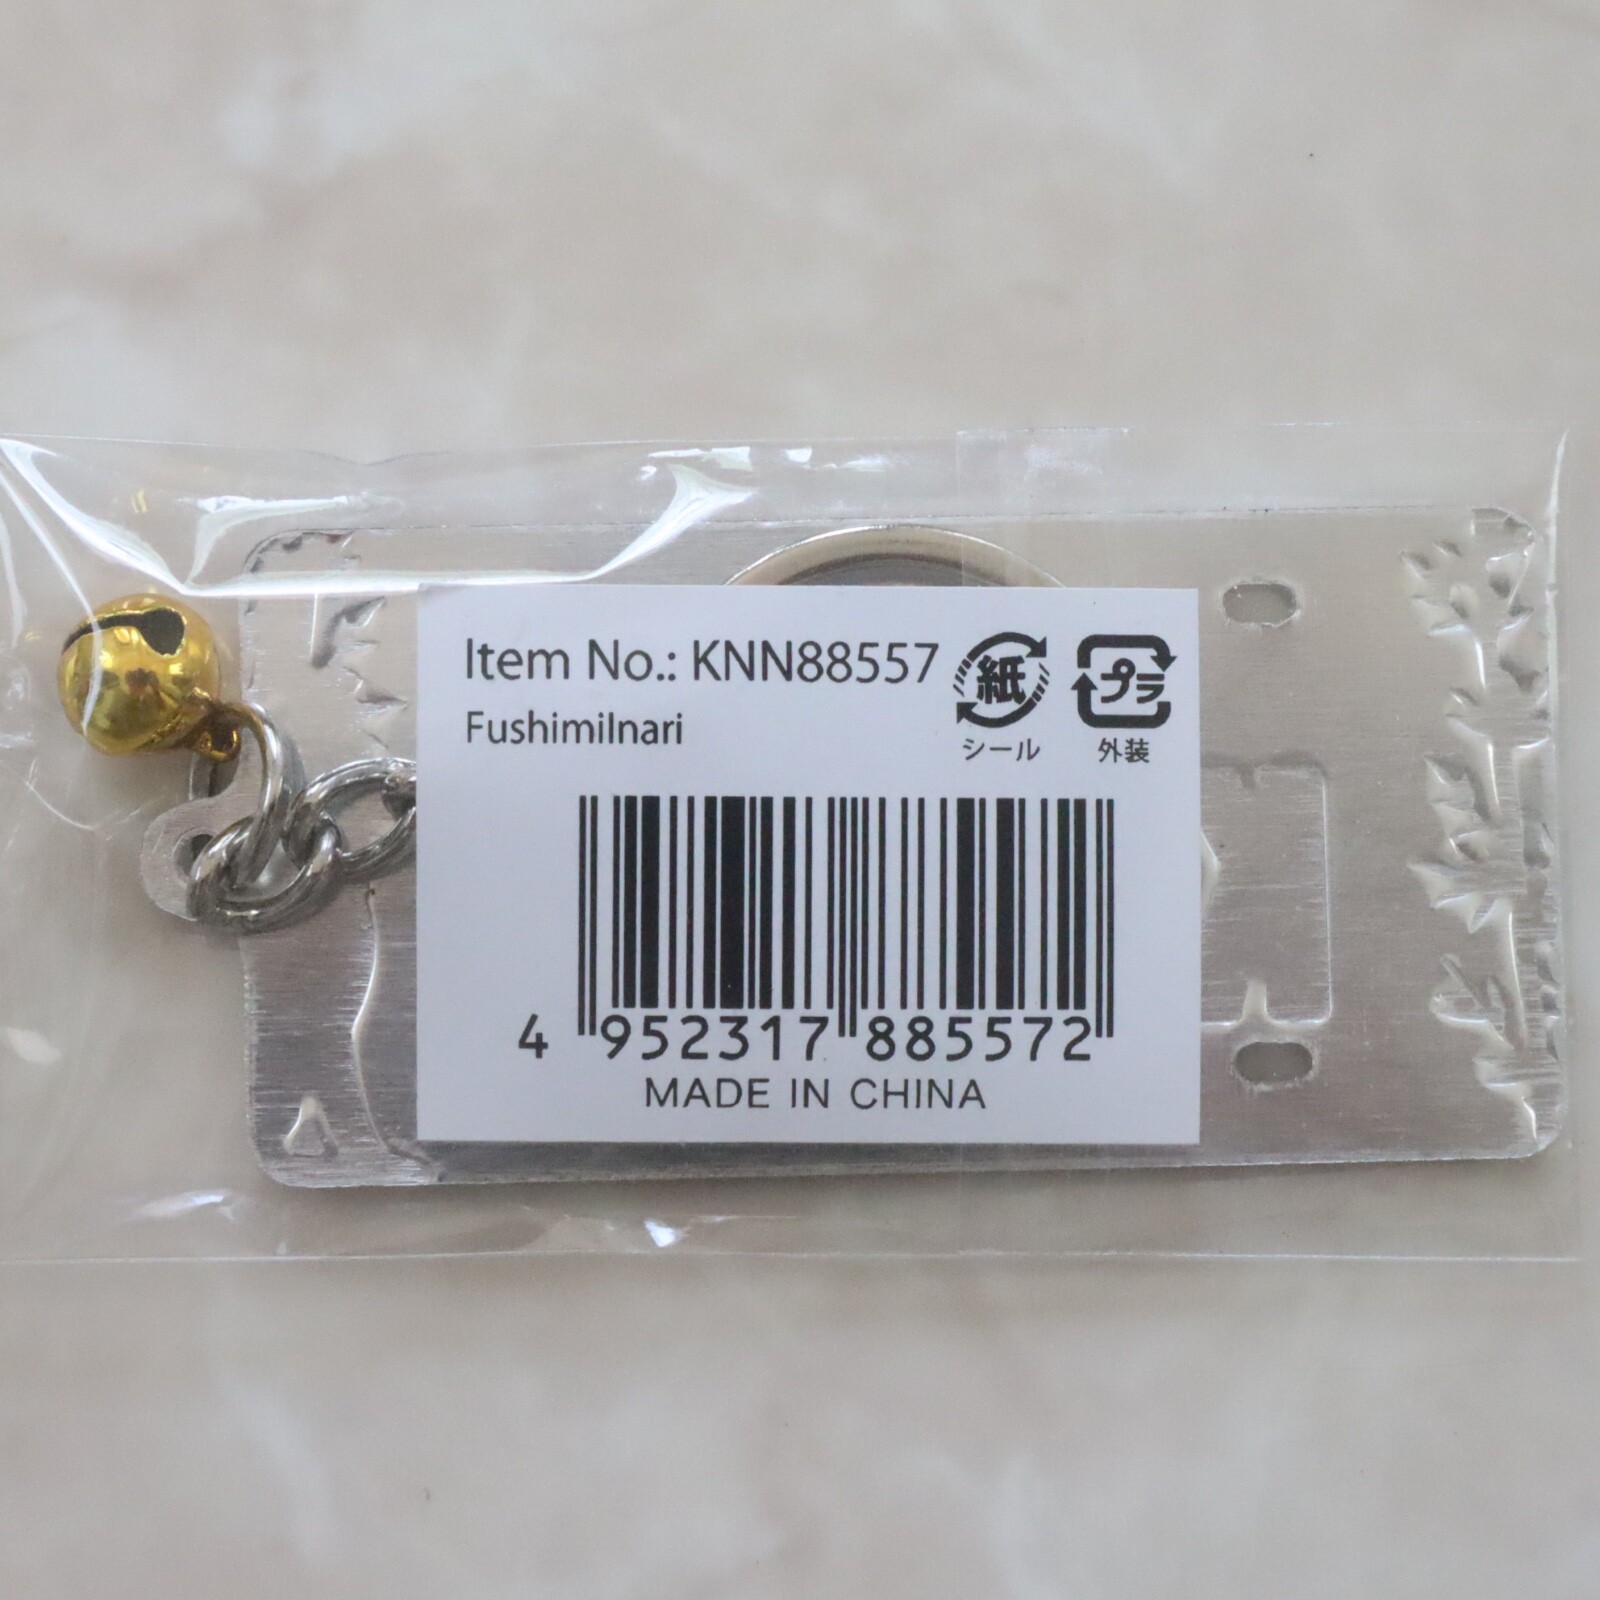 Item No.: KNN88557
FushimiInari
紙
シール
プラ
外装
4 952317 885572
MADE IN CHINA